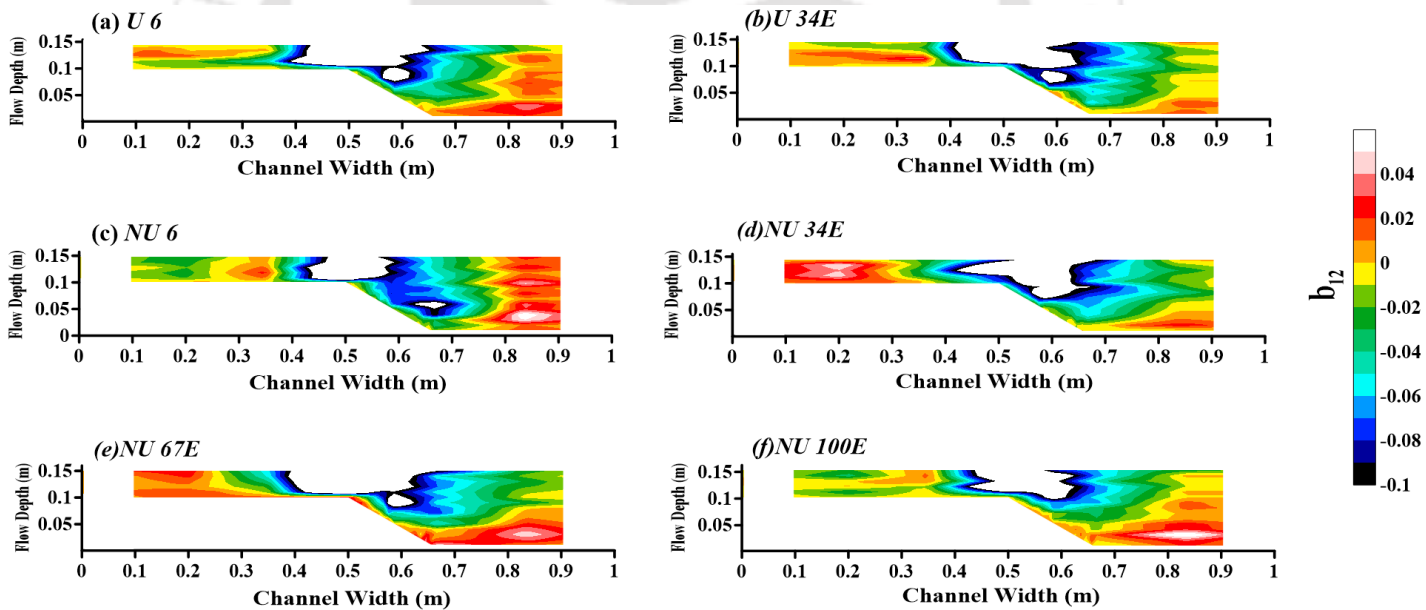 (a) U 6
Flow Depth (m)
0.15
0.1
0.05
0 0.1 0.2 0.3 0.4 0.5 0.6 0.7 0.8 0.9 1
Channel Width (m)
(b)U 34E
Flow Depth (m)
0.15
0.1
0.05
0
0 0.1 0.2 0.3 0.4 0.5 0.6 0.7 0.8 0.9 1
Channel Width (m)
(c) NU 6
Flow Depth (m)
0.15
0.1
0.05
0
0 0.1 0.2 0.3 0.4 0.5 0.6 0.7 0.8 0.9 1
Channel Width (m)
(d)NU 34E
Flow Depth (m)
0.15
0.1
0.05
0
0 0.1 0.2 0.3 0.4 0.5 0.6 0.7 0.8 0.9 1
Channel Width (m)
(e)NU 67E
Flow Depth (m)
0.15
0.1
0.05
0 0.1 0.2 0.3 0.4 0.5 0.6 0.7 0.8 0.9 1
Channel Width (m)
(f)NU 100E
Flow Depth (m)
0.15
0.1
0.05
0 0.1 0.2 0.3 0.4 0.5 0.6 0.7 0.8 0.9 1
Channel Width (m)
b12
0.04
0.02
0
-0.02
-0.04
-0.06
-0.08
-0.1